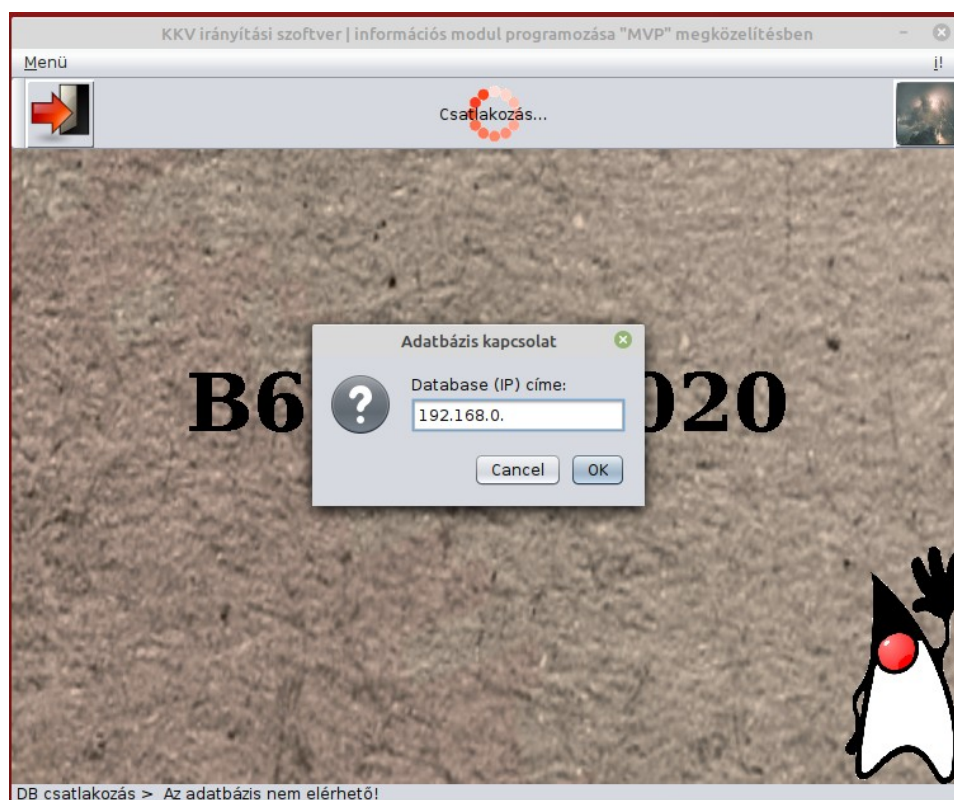 KKV irányítási szoftver | információs modul programozása "MVP" megközelítésben
Menü
i!
Csatlakozás...
Adatbázis kapcsolat
Database (IP) címe:
192.168.0.
B6
020
Cancel
OK
DB csatlakozás > Az adatbázis nem elérhető!